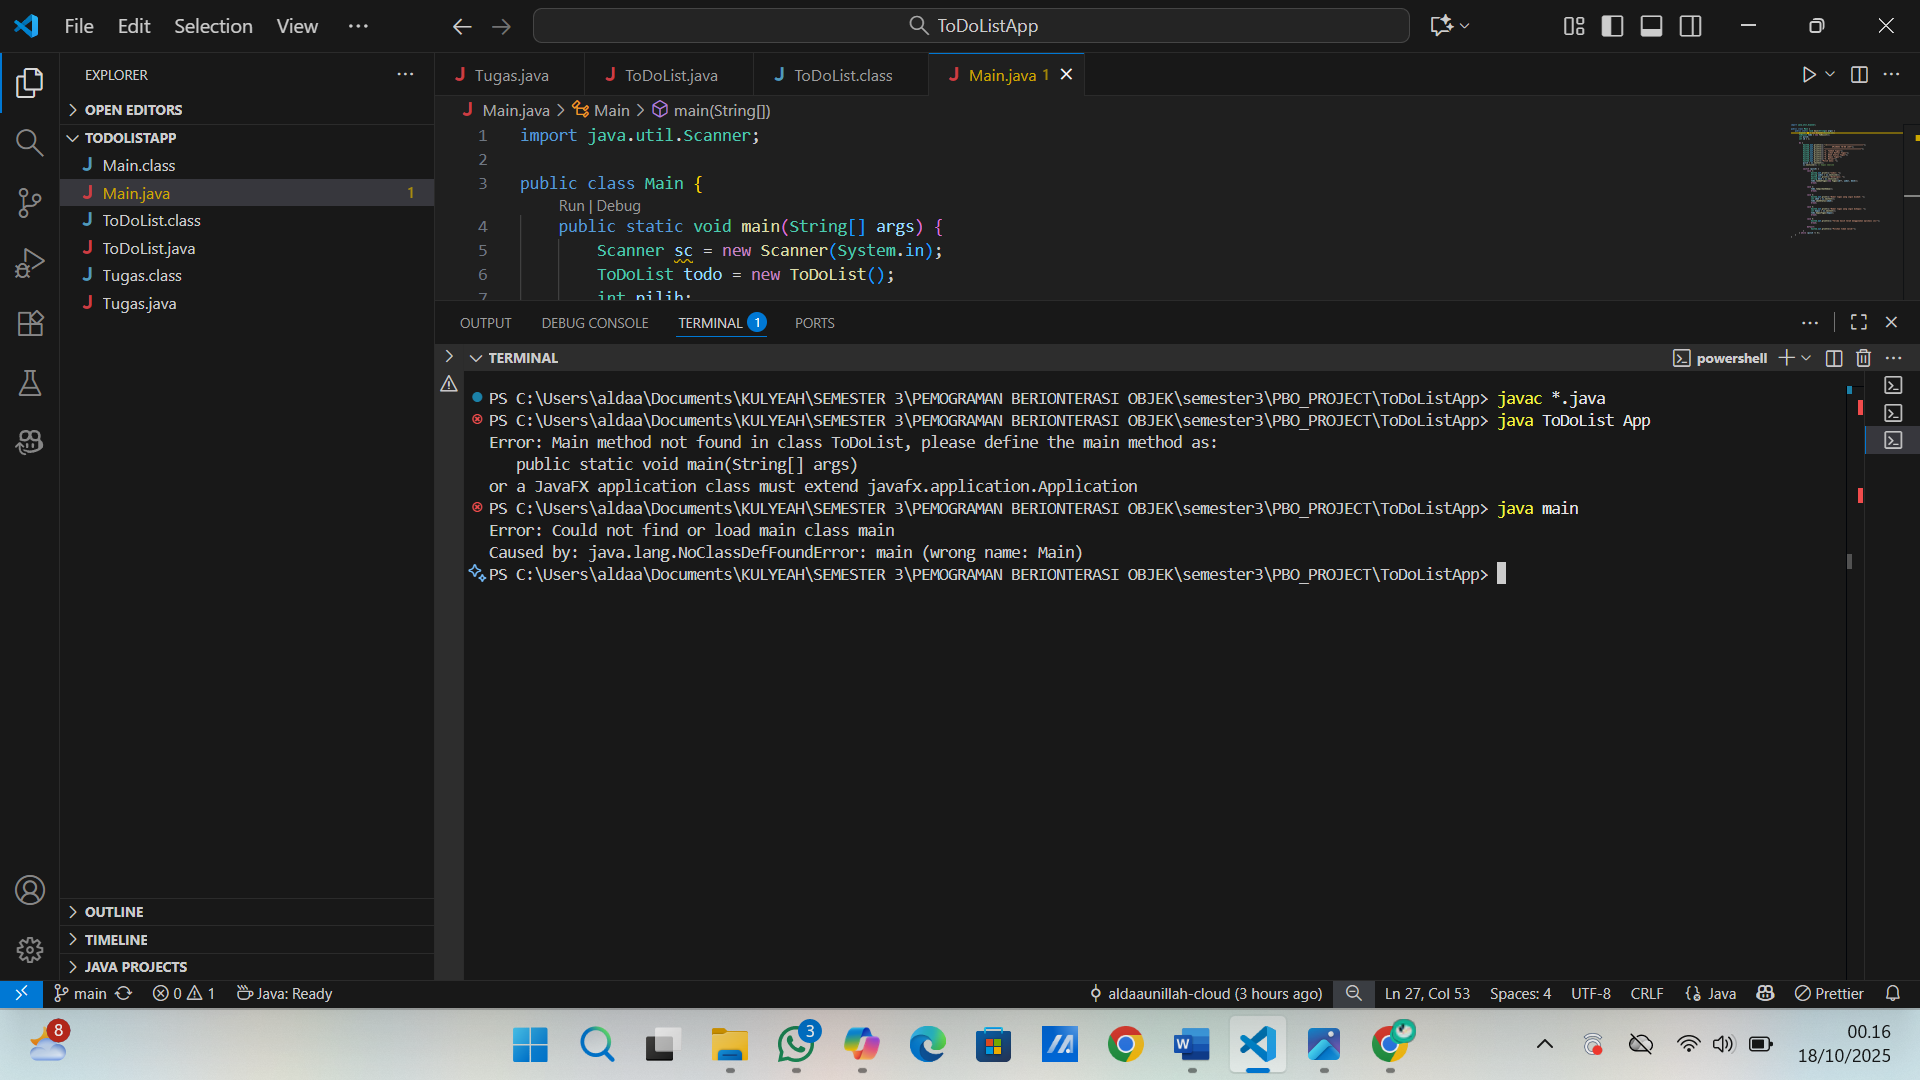 File Edit Selection View ···
ToDoListApp
EXPLORER ···
OPEN EDITORS
TODOLISTAPP
Main.class
Main.java 1
ToDoList.class
ToDoList.java
Tugas.class
Tugas.java
OUTLINE
TIMELINE
JAVA PROJECTS
Tugas.java ToDoList.java ToDoList.class Main.java 1
Main.java > Main > main(String[])
1 import java.util.Scanner;
2
3 public class Main {
Run | Debug
4 public static void main(String[] args) {
5 Scanner sc = new Scanner(System.in);
6 ToDoList todo = new ToDoList();
7 int pilih;
OUTPUT DEBUG CONSOLE TERMINAL 1 PORTS
TERMINAL powershell
PS C:\Users\aldaa\Documents\KULYEAH\SEMESTER 3\PEMOGRAMAN BERIONTERASI OBJEK\semester3\PBO_PROJECT\ToDoListApp> javac *.java
PS C:\Users\aldaa\Documents\KULYEAH\SEMESTER 3\PEMOGRAMAN BERIONTERASI OBJEK\semester3\PBO_PROJECT\ToDoListApp> java ToDoList App
Error: Main method not found in class ToDoList, please define the main method as:
public static void main(String[] args)
or a JavaFX application class must extend javafx.application.Application
PS C:\Users\aldaa\Documents\KULYEAH\SEMESTER 3\PEMOGRAMAN BERIONTERASI OBJEK\semester3\PBO_PROJECT\ToDoListApp> java main
Error: Could not find or load main class main
Caused by: java.lang.NoClassDefFoundError: main (wrong name: Main)
PS C:\Users\aldaa\Documents\KULYEAH\SEMESTER 3\PEMOGRAMAN BERIONTERASI OBJEK\semester3\PBO_PROJECT\ToDoListApp>
main 0 1 Java: Ready
aldaaunillah-cloud (3 hours ago) Ln 27, Col 53 Spaces: 4 UTF-8 CRLF Java Prettier
8
3
W
00.16
18/10/2025